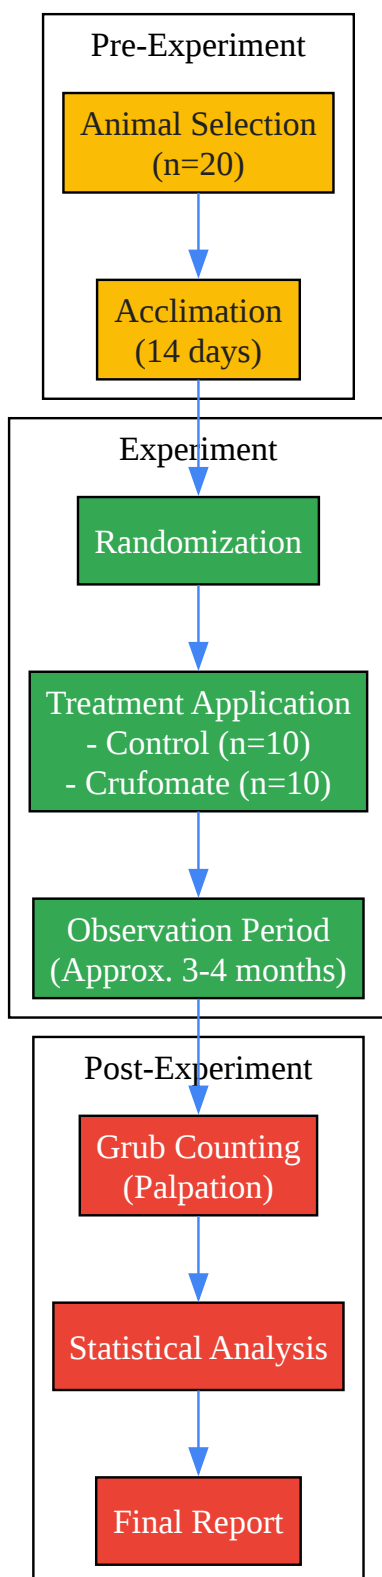 Pre-Experiment
Animal Selection
(n=20)
Acclimation
(14 days)
Experiment
Randomization
Treatment Application
- Control (n=10)
- Crufomate (n=10)
Observation Period
(Approx. 3-4 months)
Post-Experiment
Grub Counting
(Palpation)
Statistical Analysis
Final Report